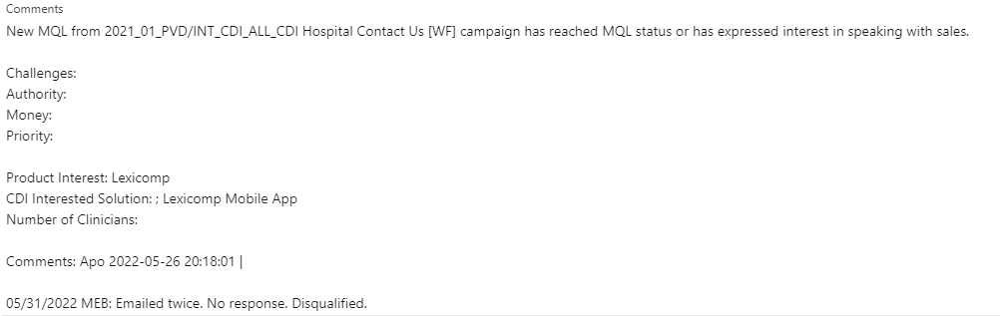 Comments
New MQL from 2021_01_PVD/INT_CDI_ALL_CDI Hospital Contact Us [WF] campaign has reached MQL status or has expressed interest in speaking with sales.
Challenges:
Authority:
Money:
Priority:
Product Interest: Lexicomp
CDI Interested Solution: ; Lexicomp Mobile App
Number of Clinicians:
Comments: Apo 2022-05-26 20:18:01 |
05/31/2022 MEB: Emailed twice. No response. Disqualified.